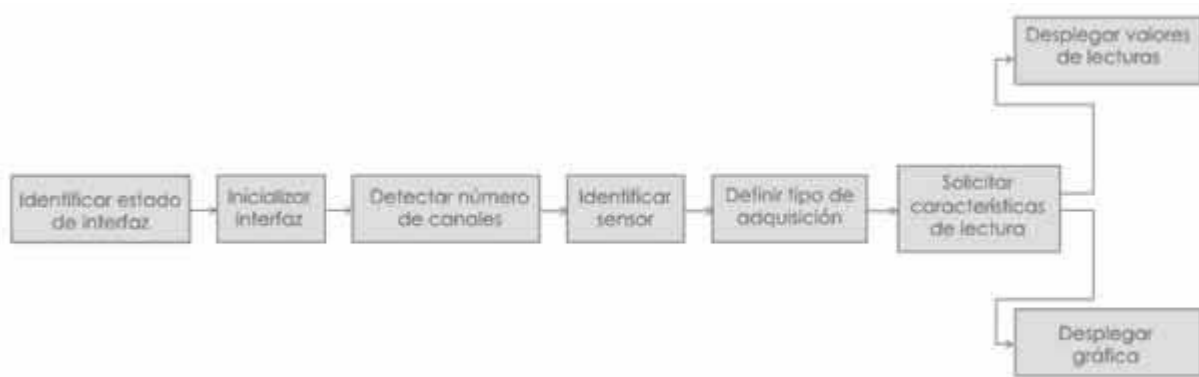 Identificar estado
de interfaz
Inicializar
interfaz
Detectar número
de canales
Identificar
sensor
Definir tipo de
adquisición
Solicitar
características
de lectura
Desplegar valores
de lecturas
Desplegar
gráfica